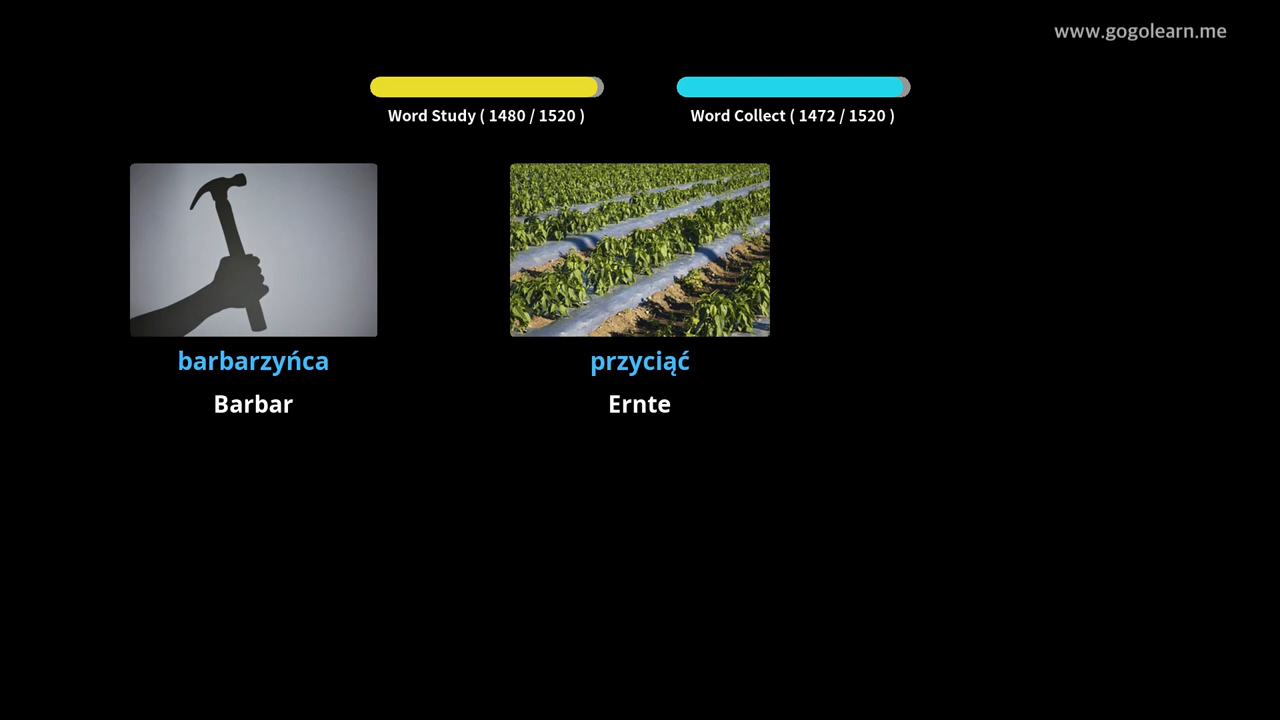 www.gogolearn.me
Word Study ( 1480 / 1520 )
Word Collect ( 1472 / 1520 )
barbarzyńca
przyciąć
Barbar
Ernte